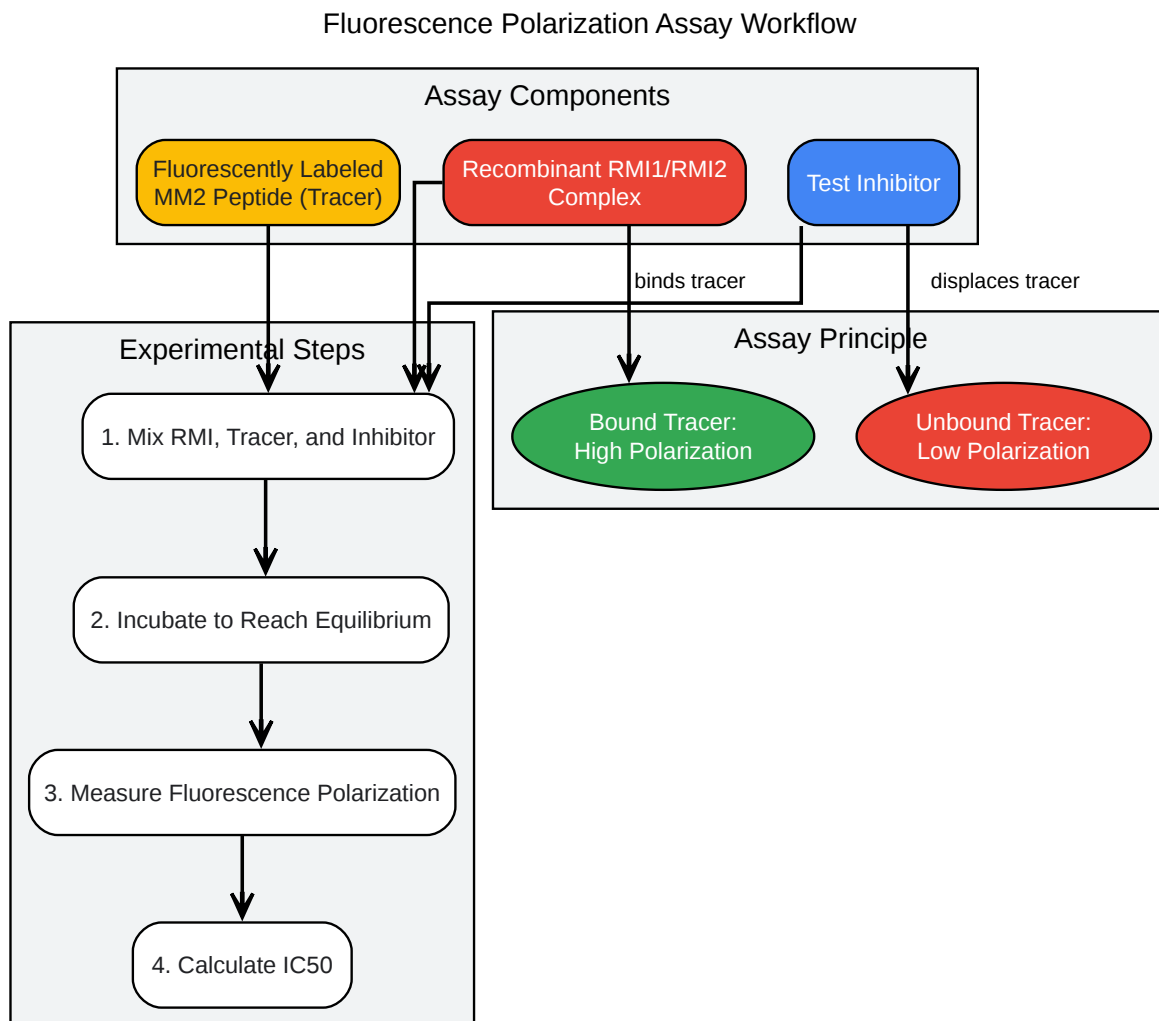 Fluorescence Polarization Assay Workflow
Assay Components
Fluorescently Labeled
MM2 Peptide (Tracer)
Recombinant RMI1/RMI2
Complex
Test Inhibitor
binds tracer
displaces tracer
Experimental Steps
Assay Principle
1. Mix RMI, Tracer, and Inhibitor
Bound Tracer:
High Polarization
Unbound Tracer:
Low Polarization
2. Incubate to Reach Equilibrium
3. Measure Fluorescence Polarization
4. Calculate IC50